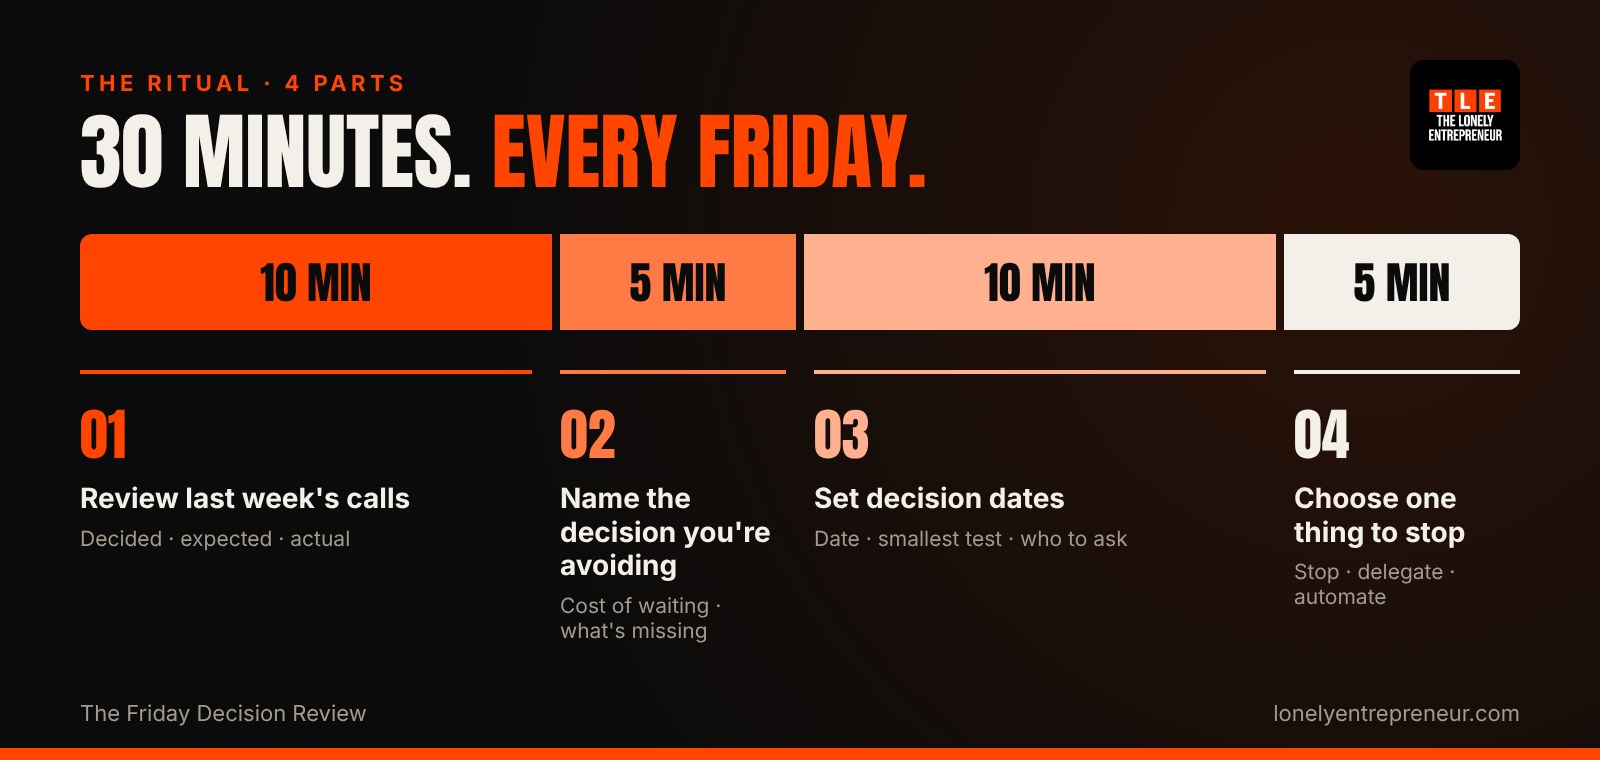 THE RITUAL · 4 PARTS
30 MINUTES. EVERY FRIDAY.
TLE
THE LONELY
ENTREPRENEUR
10 MIN
5 MIN
10 MIN
5 MIN
01
Review last week's calls
Decided · expected · actual
02
Name the
decision you're
avoiding
Cost of waiting ·
what's missing
03
Set decision dates
Date · smallest test · who to ask
04
Choose one
thing to stop
Stop · delegate ·
automate
The Friday Decision Review
lonelyentrepreneur.com